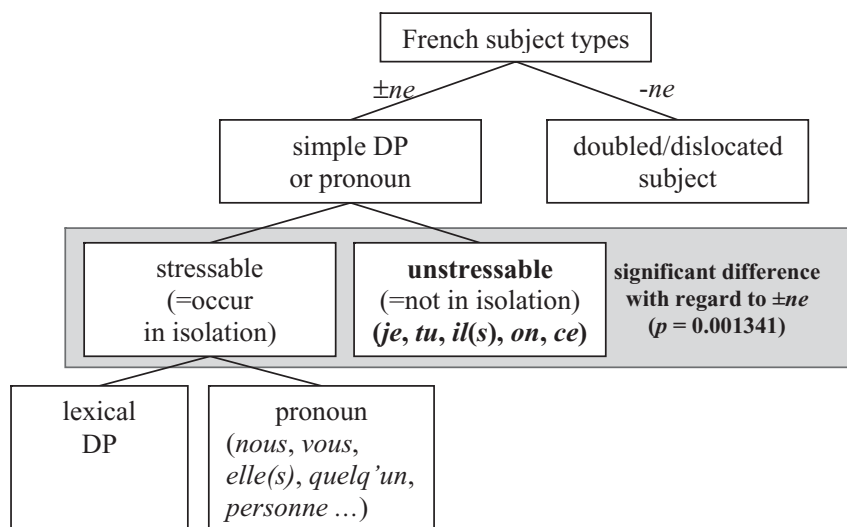 French subject types
±ne
-ne
simple DP
or pronoun
doubled/dislocated
subject
stressable
(=occur
in isolation)
unstressable
(=not in isolation)
(je, tu, il(s), on, ce)
significant difference
with regard to ±ne
(p = 0.001341)
lexical
DP
pronoun
(nous, vous,
elle(s), quelq’un,
personne …)